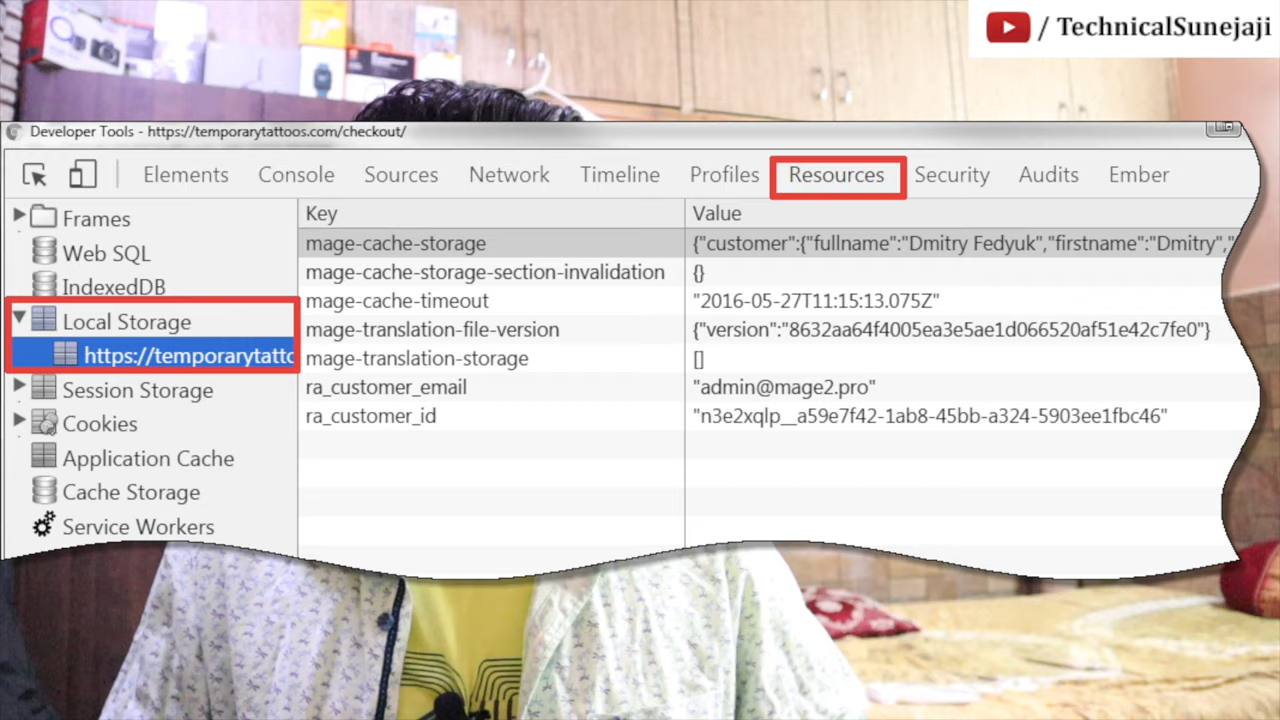 / TechnicalSunejaji
Developer Tools - https://temporarytattoos.com/checkout/
Elements Console Sources Network Timeline Profiles Resources Security Audits Ember
Frames
Web SQL
IndexedDB
Local Storage
https://temporarytatto
Session Storage
Cookies
Application Cache
Cache Storage
Service Workers
Key Value
mage-cache-storage {"customer":{"fullname":"Dmitry Fedyuk","firstname":"Dmitry","
mage-cache-storage-section-invalidation {}
mage-cache-timeout "2016-05-27T11:15:13.075Z"
mage-translation-file-version {"version":"8632aa64f4005ea3e5ae1d066520af51e42c7fe0"}
mage-translation-storage []
ra_customer_email "admin@mage2.pro"
ra_customer_id "n3e2xqlp__a59e7f42-1ab8-45bb-a324-5903ee1fbc46"